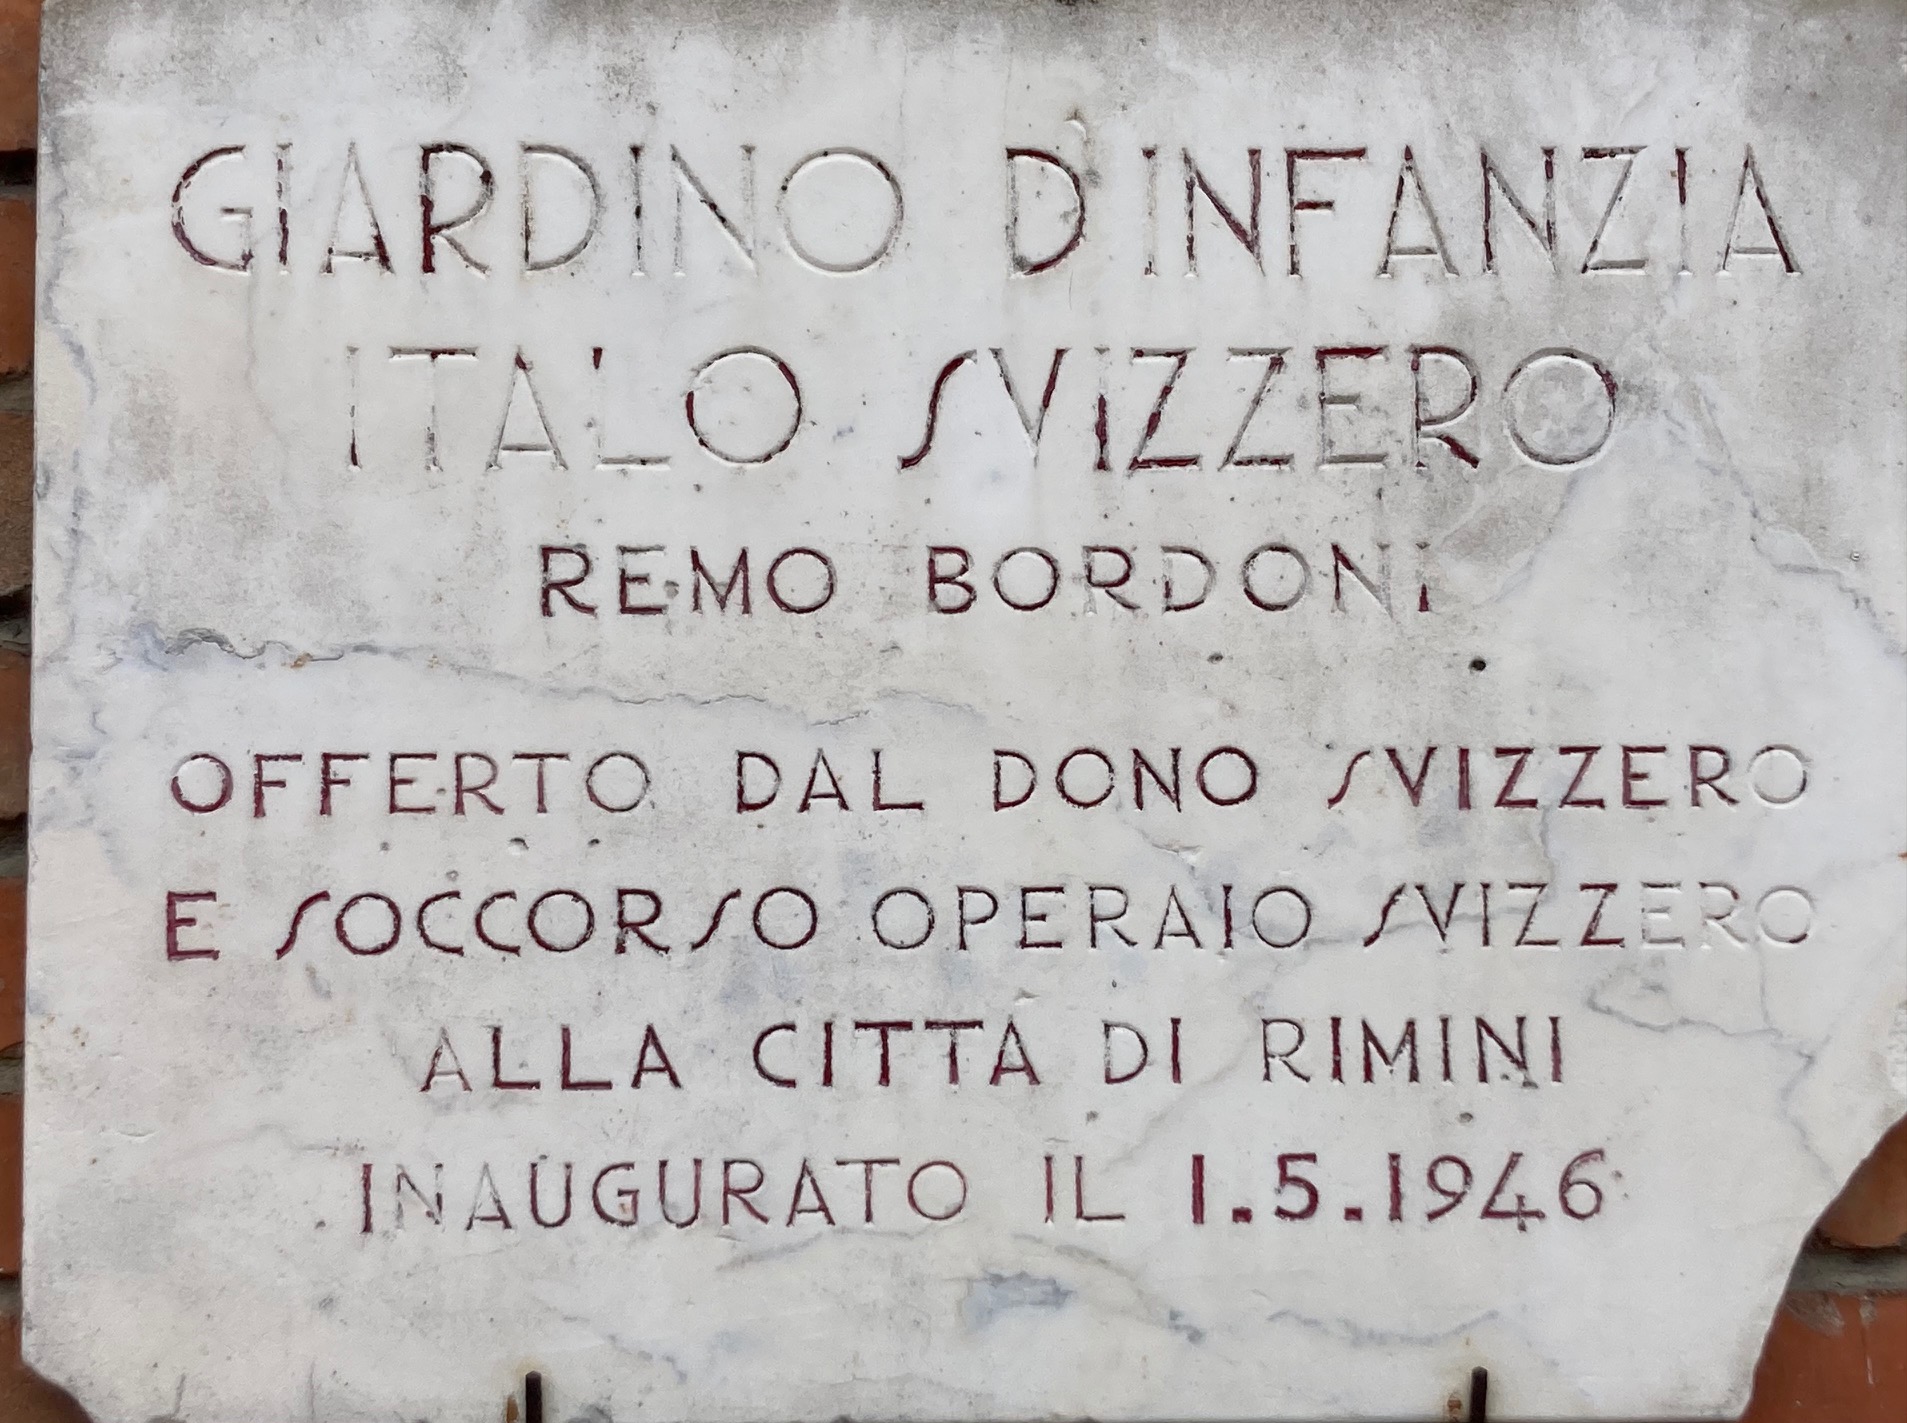 GIARDINO D'INFANZIA
ITALO SVIZZERO
REMO BORDONI
OFFERTO DAL DONO SVIZZERO
E SOCCORSO OPERAIO SVIZZERO
ALLA CITTÀ DI RIMINI
INAUGURATO IL 1.5.1946